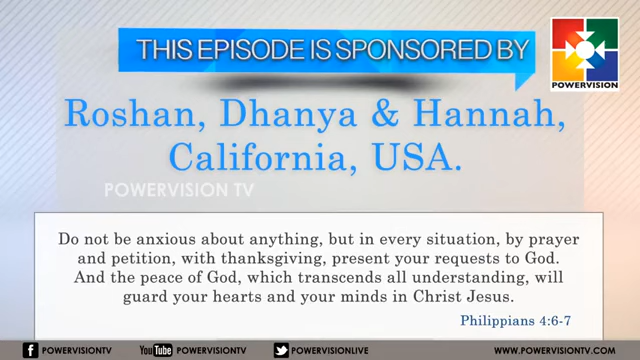 THIS EPISODE IS SPONSORED BY
POWERVISION
Roshan, Dhanya & Hannah,
California, USA.
POWERVISION TV
Do not be anxious about anything, but in every situation, by prayer
and petition, with thanksgiving, present your requests to God.
And the peace of God, which transcends all understanding, will
guard your hearts and your minds in Christ Jesus.
Philippians 4:6-7
f POWERVISIONTV
YouTube POWERVISIONTV
POWERVISIONLIVE
WWW.POWERVISIONTV.COM